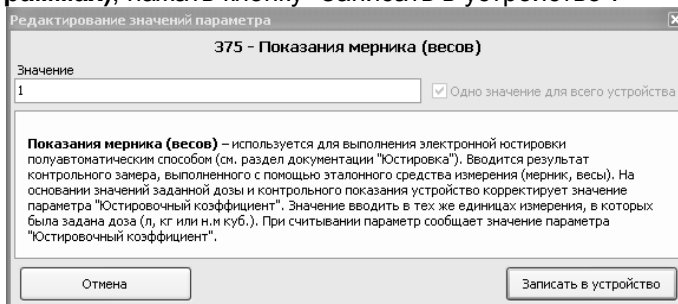 нажать кнопку "Записать в устройство".
Редактирование значений параметра
375 - Показания мерника (весов)
Значение
1
Одно значение для всего устройства
Показания мерника (весов) – используется для выполнения электронной юстировки
полуавтоматическим способом (см. раздел документации "Юстировка"). Вводится результат
контрольного замера, выполненного с помощью эталонного средства измерения (мерник, весы). На
основании значений заданной дозы и контрольного показания устройство корректирует значение
параметра "Юстировочный коэффициент". Значение вводить в тех же единицах измерения, в которых
была задана доза (л, кг или н.м куб.). При считывании параметр сообщает значение параметра
"Юстировочный коэффициент".
Отмена
Записать в устройство